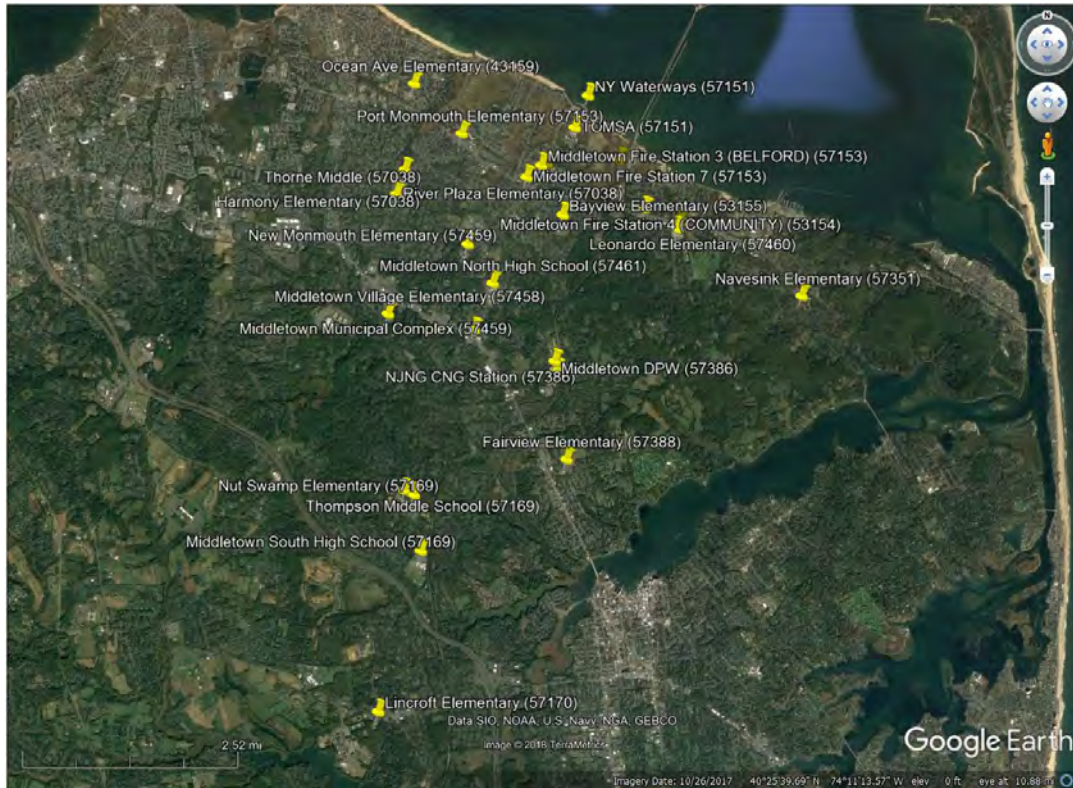 N
Ocean Ave Elementary (43159)
NY Waterways (57151)
Port Monmouth Elementary (57153)
TOMSA (57151)
Middletown Fire Station 3 (BELFORD) (57153)
Thorne Middle (57038)
Middletown Fire Station 7 (57153)
River Plaza Elementary (57038)
Harmony Elementary (57038)
Bayview Elementary (53155)
Middletown Fire Station 4 (COMMUNITY) (53154)
New Monmouth Elementary (57459)
Leonardo Elementary (57460)
Middletown North High School (57461)
Navesink Elementary (57351)
Middletown Village Elementary (57458)
Middletown Municipal Complex (57459)
NJNG CNG Station (57386)
Middletown DPW (57386)
Fairview Elementary (57388)
Nut Swamp Elementary (57169)
Thompson Middle School (57169)
Middletown South High School (57169)
Lincroft Elementary (57170)
Data SIO, NOAA, U.S. Navy, NGA, GEBCO
2.52 mi
Image © 2018 TerraMetrics
Google Earth
Imagery Date: 10/26/2017 40°25'39.69" N 74°11'13.57" W elev 0 ft eye alt 10.88 mi